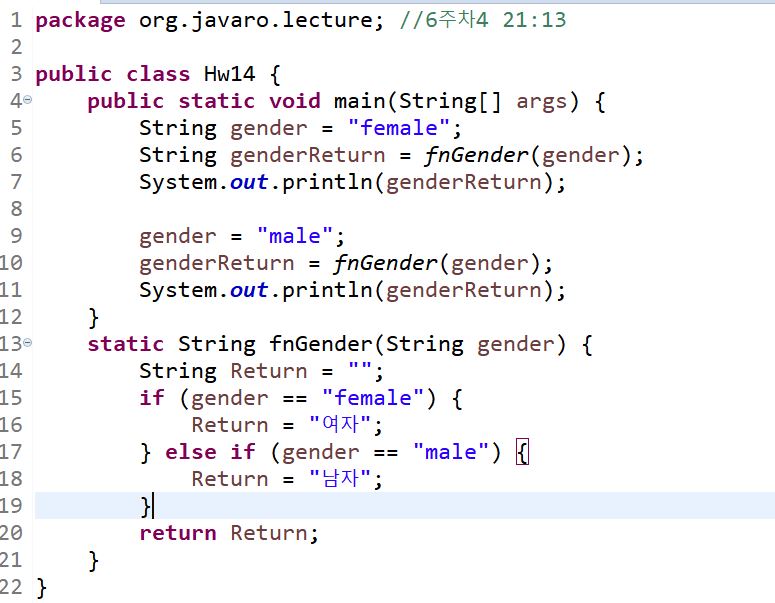 1 package org.javaro.lecture; //6주차4 21:13
2
3 public class Hw14 {
4 public static void main(String[] args) {
5 String gender = "female";
6 String genderReturn = fnGender(gender);
7 System.out.println(genderReturn);
8
9 gender = "male";
10 genderReturn = fnGender(gender);
11 System.out.println(genderReturn);
12 }
13 static String fnGender(String gender) {
14 String Return = "";
15 if (gender == "female") {
16 Return = "여자";
17 } else if (gender == "male") {
18 Return = "남자";
19 }
20 return Return;
21 }
22 }